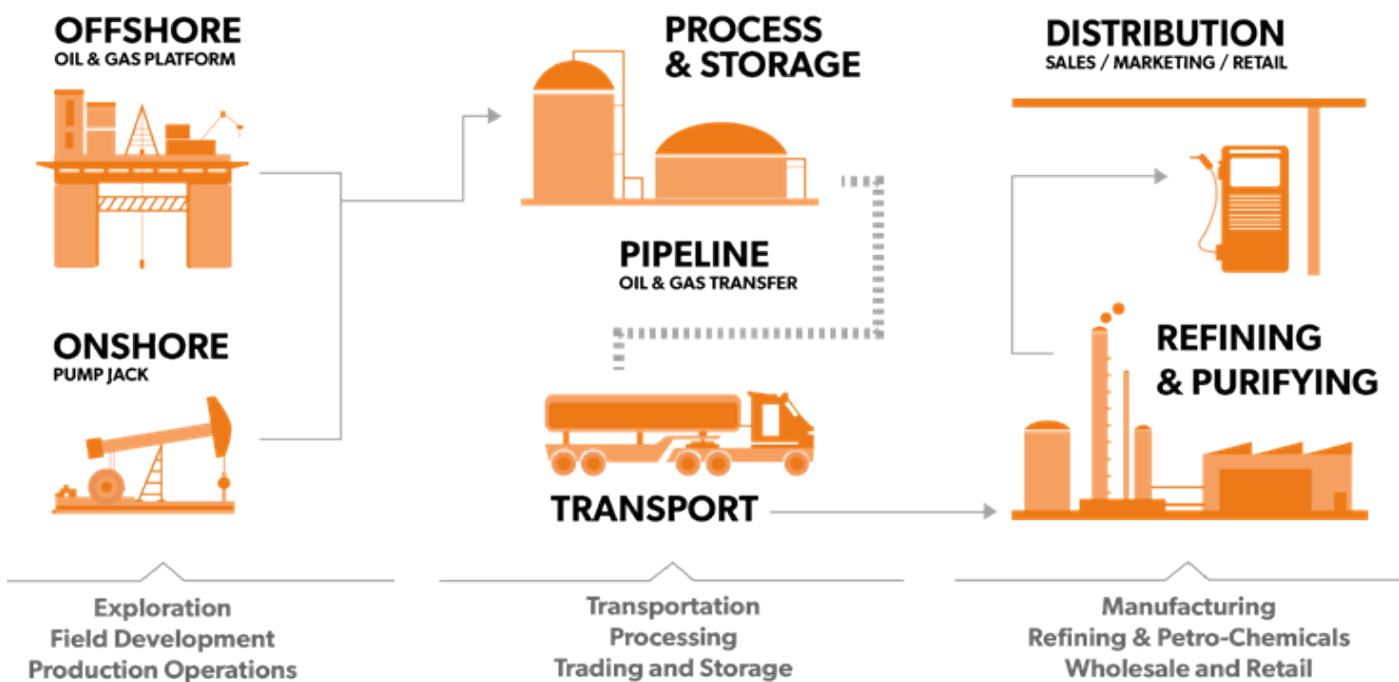 OFFSHORE
OIL & GAS PLATFORM
ONSHORE
PUMP JACK
PROCESS
& STORAGE
PIPELINE
OIL & GAS TRANSFER
TRANSPORT
DISTRIBUTION
SALES / MARKETING / RETAIL
REFINING
& PURIFYING
Exploration
Field Development
Production Operations
Transportation
Processing
Trading and Storage
Manufacturing
Refining & Petro-Chemicals
Wholesale and Retail